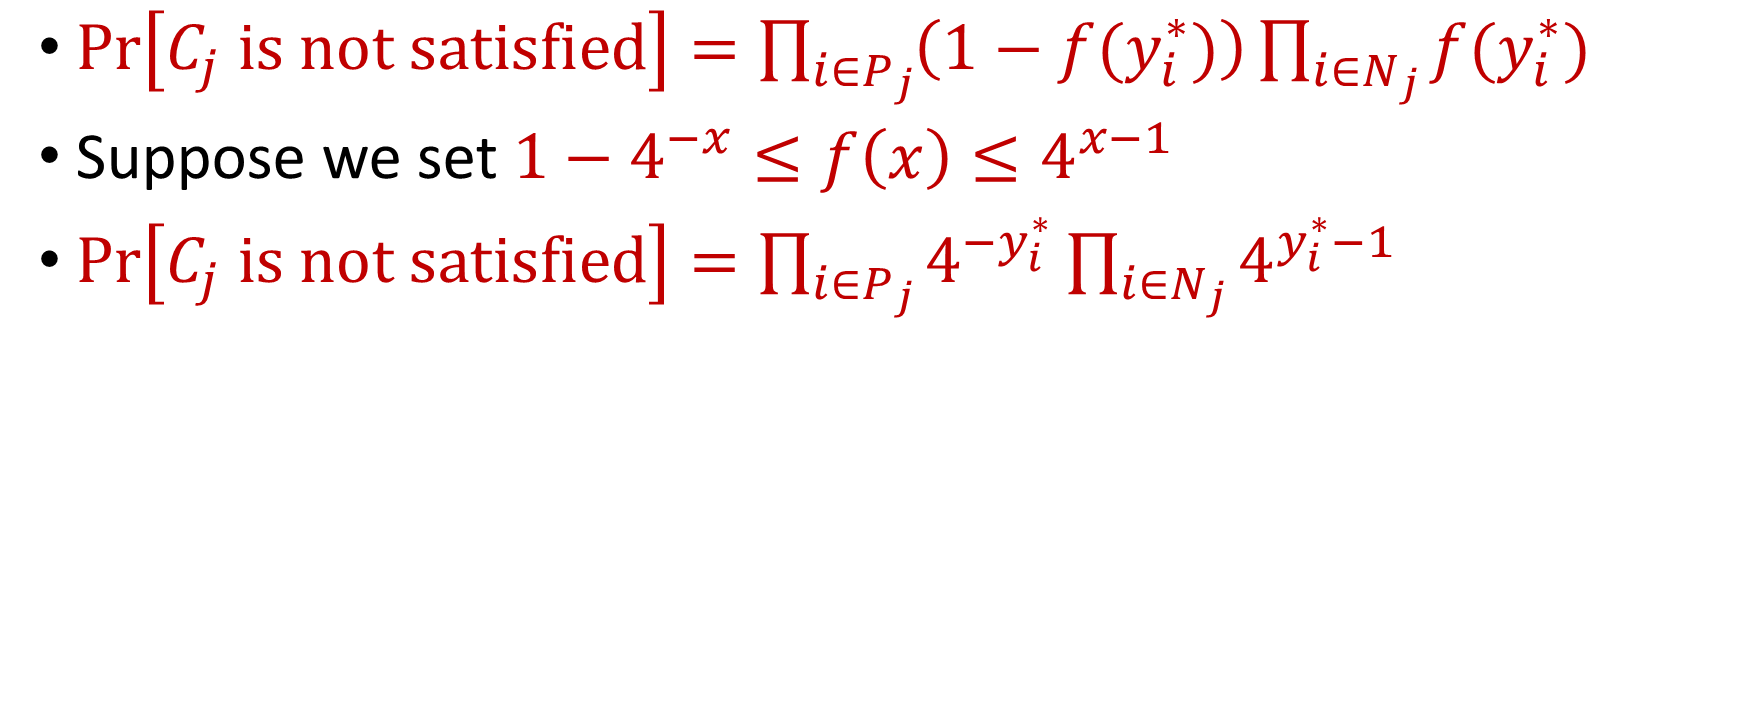 • Pr[C_j is not satisfied] = ∏_{i∈P_j}(1 − f(y_i^*)) ∏_{i∈N_j} f(y_i^*)
• Suppose we set 1 − 4^{−x} ≤ f(x) ≤ 4^{x−1}
• Pr[C_j is not satisfied] = ∏_{i∈P_j} 4^{−y_i^*} ∏_{i∈N_j} 4^{y_i^*−1}